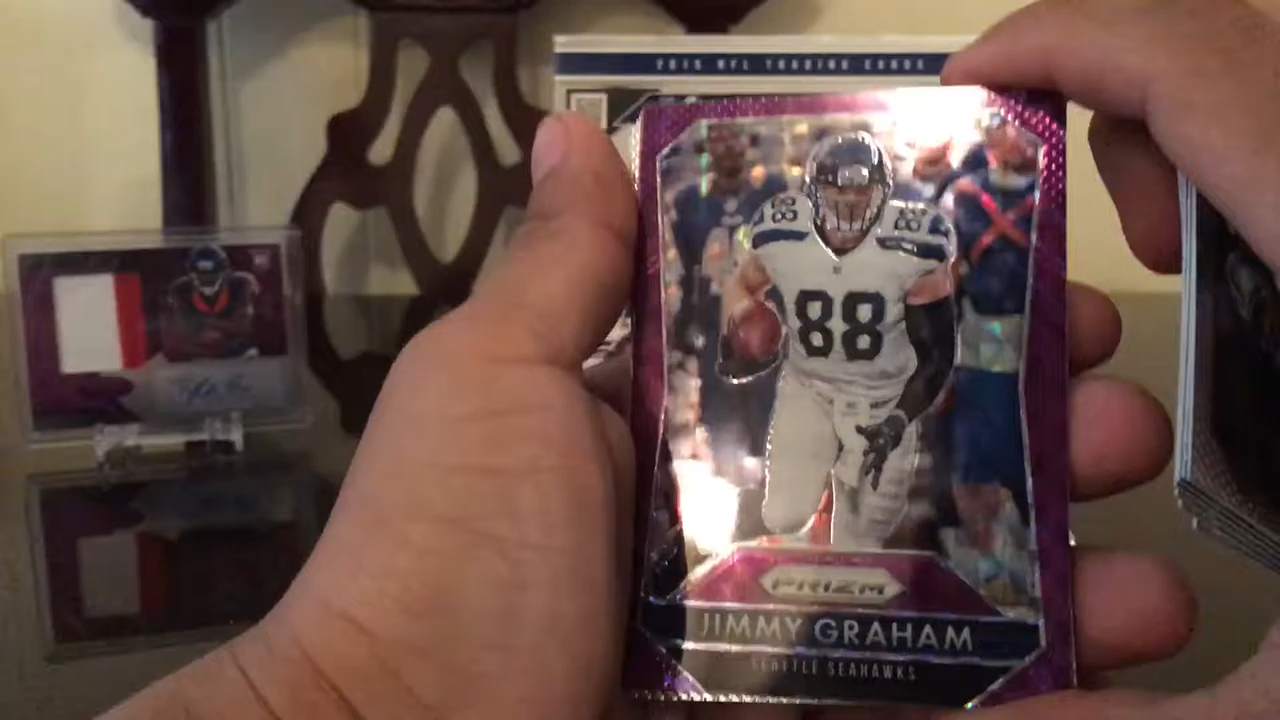 2015 NFL TRADING CARDS
88
88
88
PRIZM
JIMMY GRAHAM
SEATTLE SEAHAWKS